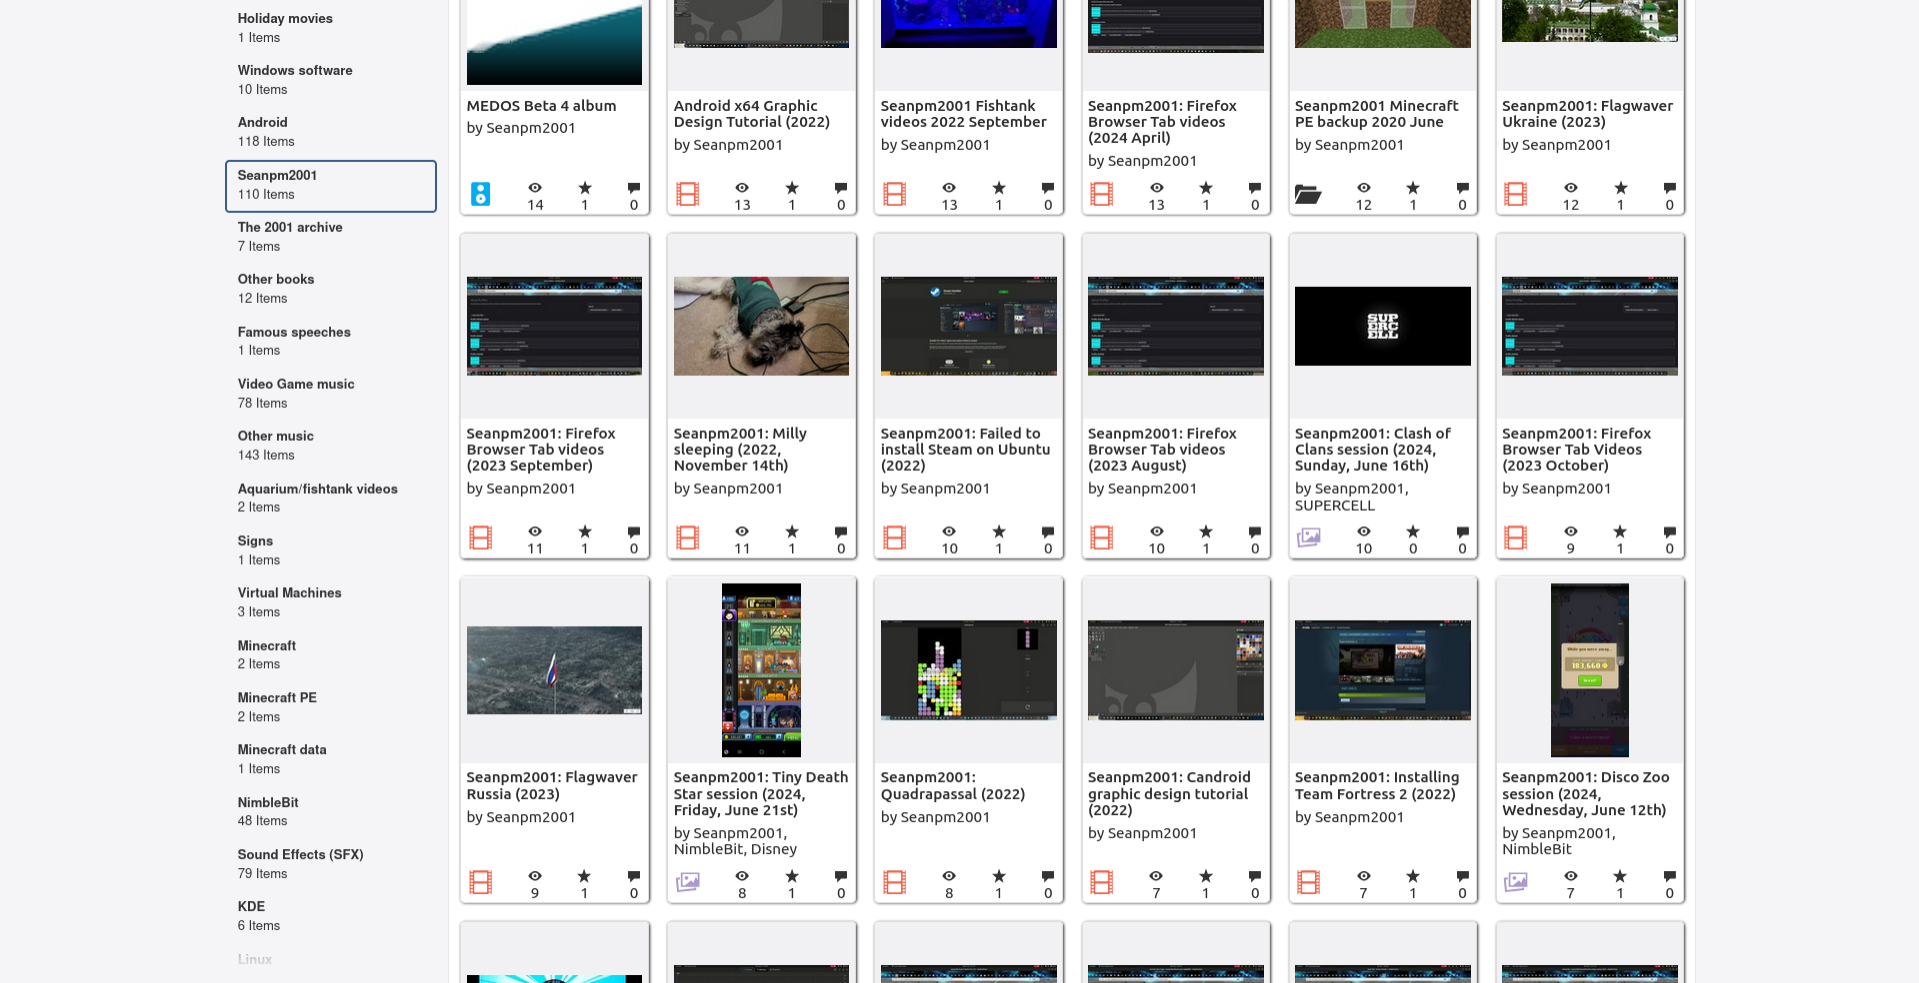 Holiday movies
1 Items
Windows software
10 Items
Android
118 Items
Seanpm2001
110 Items
The 2001 archive
7 Items
Other books
12 Items
Famous speeches
1 Items
Video Game music
78 Items
Other music
143 Items
Aquarium/fishtank videos
2 Items
Signs
1 Items
Virtual Machines
3 Items
Minecraft
2 Items
Minecraft PE
2 Items
Minecraft data
1 Items
NimbleBit
48 Items
Sound Effects (SFX)
79 Items
KDE
6 Items
Linux
MEDOS Beta 4 album
by Seanpm2001
14 1 0
Android x64 Graphic
Design Tutorial (2022)
by Seanpm2001
13 1 0
Seanpm2001 Fishtank
videos 2022 September
by Seanpm2001
13 1 0
Seanpm2001: Firefox
Browser Tab videos
(2024 April)
by Seanpm2001
13 1 0
Seanpm2001 Minecraft
PE backup 2020 June
by Seanpm2001
12 1 0
Seanpm2001: Flagwaver
Ukraine (2023)
by Seanpm2001
12 1 0
Seanpm2001: Firefox
Browser Tab videos
(2023 September)
by Seanpm2001
11 1 0
Seanpm2001: Milly
sleeping (2022,
November 14th)
by Seanpm2001
11 1 0
Seanpm2001: Failed to
install Steam on Ubuntu
(2022)
by Seanpm2001
10 1 0
Seanpm2001: Firefox
Browser Tab videos
(2023 August)
by Seanpm2001
10 1 0
SUP
ERC
ELL
Seanpm2001: Clash of
Clans session (2024,
Sunday, June 16th)
by Seanpm2001,
SUPERCELL
10 0 0
Seanpm2001: Firefox
Browser Tab Videos
(2023 October)
by Seanpm2001
9 1 0
Seanpm2001: Flagwaver
Russia (2023)
by Seanpm2001
9 1 0
Seanpm2001: Tiny Death
Star session (2024,
Friday, June 21st)
by Seanpm2001,
NimbleBit, Disney
8 1 0
Seanpm2001:
Quadrapassal (2022)
by Seanpm2001
8 1 0
Seanpm2001: Candroid
graphic design tutorial
(2022)
by Seanpm2001
7 1 0
Seanpm2001: Installing
Team Fortress 2 (2022)
by Seanpm2001
7 1 0
While you were away...
183,660
Seanpm2001: Disco Zoo
session (2024,
Wednesday, June 12th)
by Seanpm2001,
NimbleBit
7 1 0